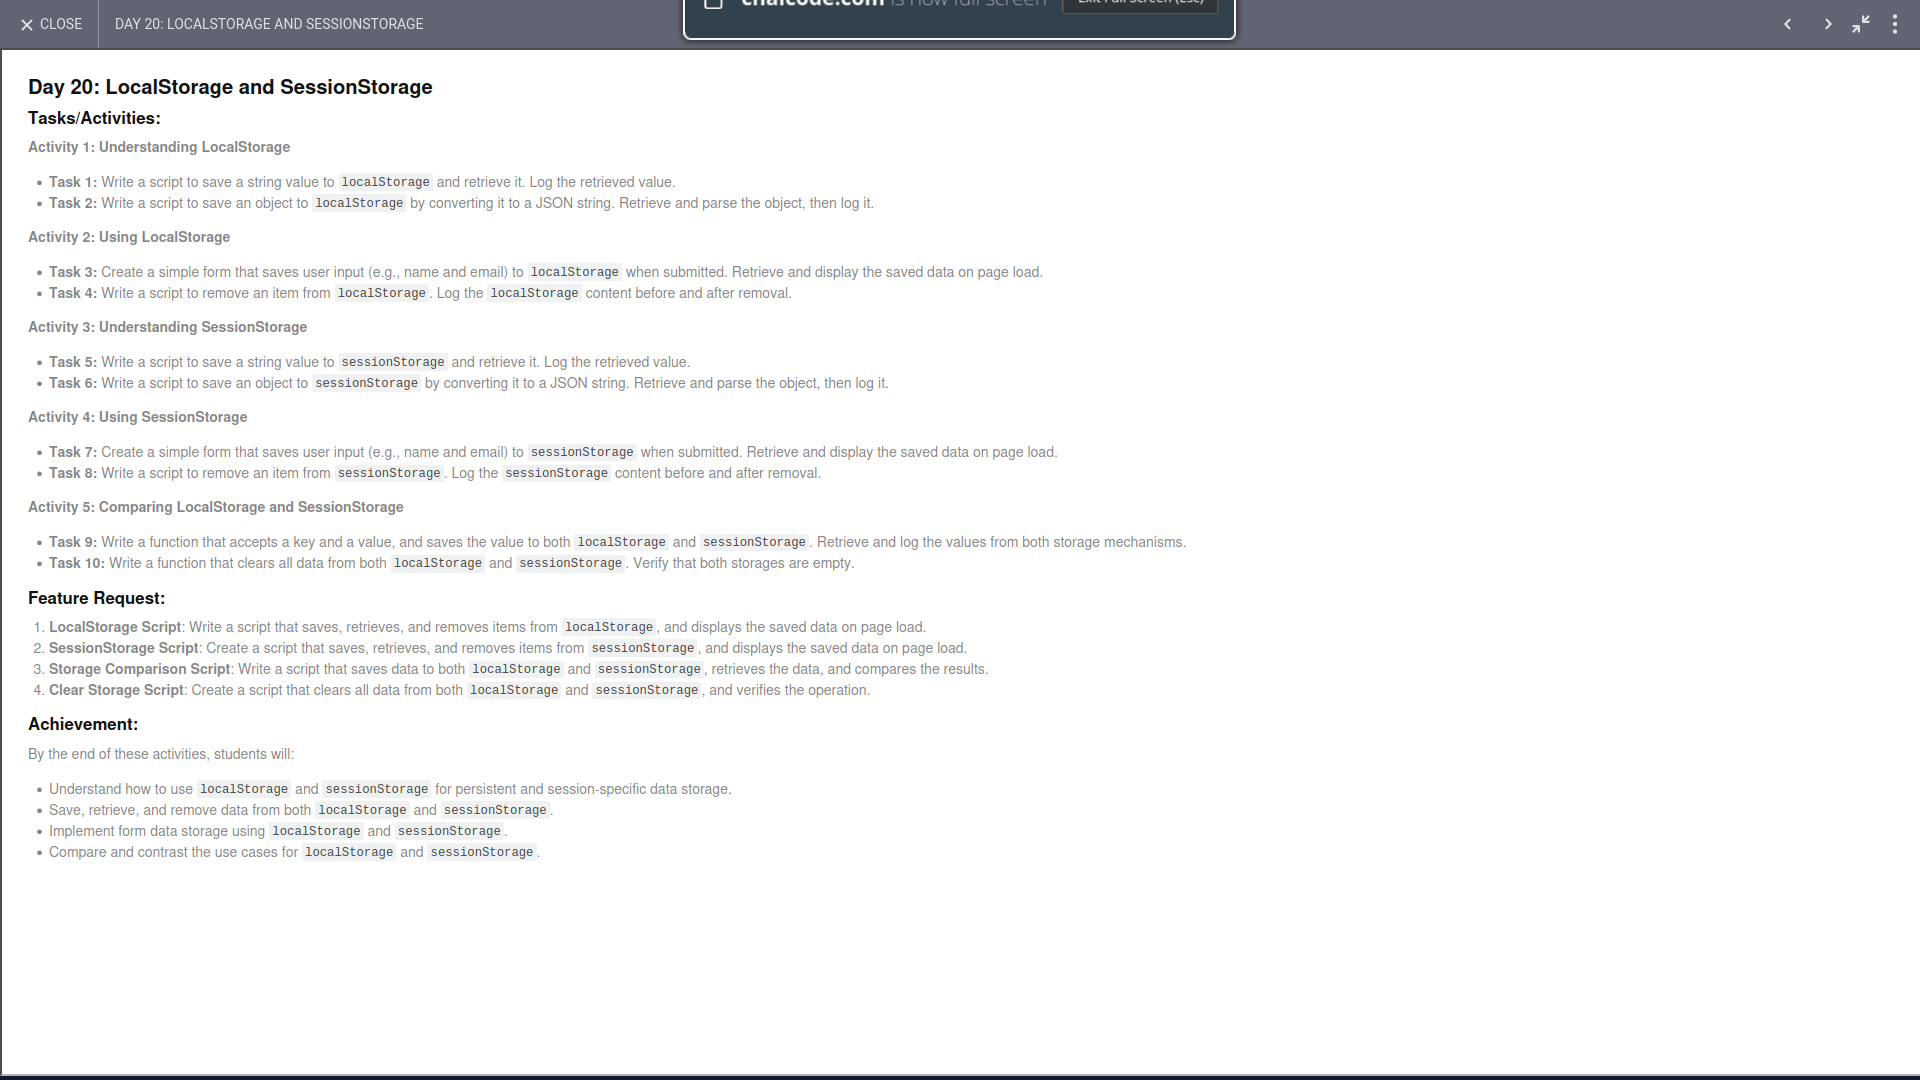 CLOSE
DAY 20: LOCALSTORAGE AND SESSIONSTORAGE
chaicode.com is now full screen
Exit Full Screen (Esc)
Day 20: LocalStorage and SessionStorage
Tasks/Activities:
Activity 1: Understanding LocalStorage
• Task 1: Write a script to save a string value to localStorage and retrieve it. Log the retrieved value.
• Task 2: Write a script to save an object to localStorage by converting it to a JSON string. Retrieve and parse the object, then log it.
Activity 2: Using LocalStorage
• Task 3: Create a simple form that saves user input (e.g., name and email) to localStorage when submitted. Retrieve and display the saved data on page load.
• Task 4: Write a script to remove an item from localStorage. Log the localStorage content before and after removal.
Activity 3: Understanding SessionStorage
• Task 5: Write a script to save a string value to sessionStorage and retrieve it. Log the retrieved value.
• Task 6: Write a script to save an object to sessionStorage by converting it to a JSON string. Retrieve and parse the object, then log it.
Activity 4: Using SessionStorage
• Task 7: Create a simple form that saves user input (e.g., name and email) to sessionStorage when submitted. Retrieve and display the saved data on page load.
• Task 8: Write a script to remove an item from sessionStorage. Log the sessionStorage content before and after removal.
Activity 5: Comparing LocalStorage and SessionStorage
• Task 9: Write a function that accepts a key and a value, and saves the value to both localStorage and sessionStorage. Retrieve and log the values from both storage mechanisms.
• Task 10: Write a function that clears all data from both localStorage and sessionStorage. Verify that both storages are empty.
Feature Request:
1. LocalStorage Script: Write a script that saves, retrieves, and removes items from localStorage, and displays the saved data on page load.
2. SessionStorage Script: Create a script that saves, retrieves, and removes items from sessionStorage, and displays the saved data on page load.
3. Storage Comparison Script: Write a script that saves data to both localStorage and sessionStorage, retrieves the data, and compares the results.
4. Clear Storage Script: Create a script that clears all data from both localStorage and sessionStorage, and verifies the operation.
Achievement:
By the end of these activities, students will:
• Understand how to use localStorage and sessionStorage for persistent and session-specific data storage.
• Save, retrieve, and remove data from both localStorage and sessionStorage.
• Implement form data storage using localStorage and sessionStorage.
• Compare and contrast the use cases for localStorage and sessionStorage.